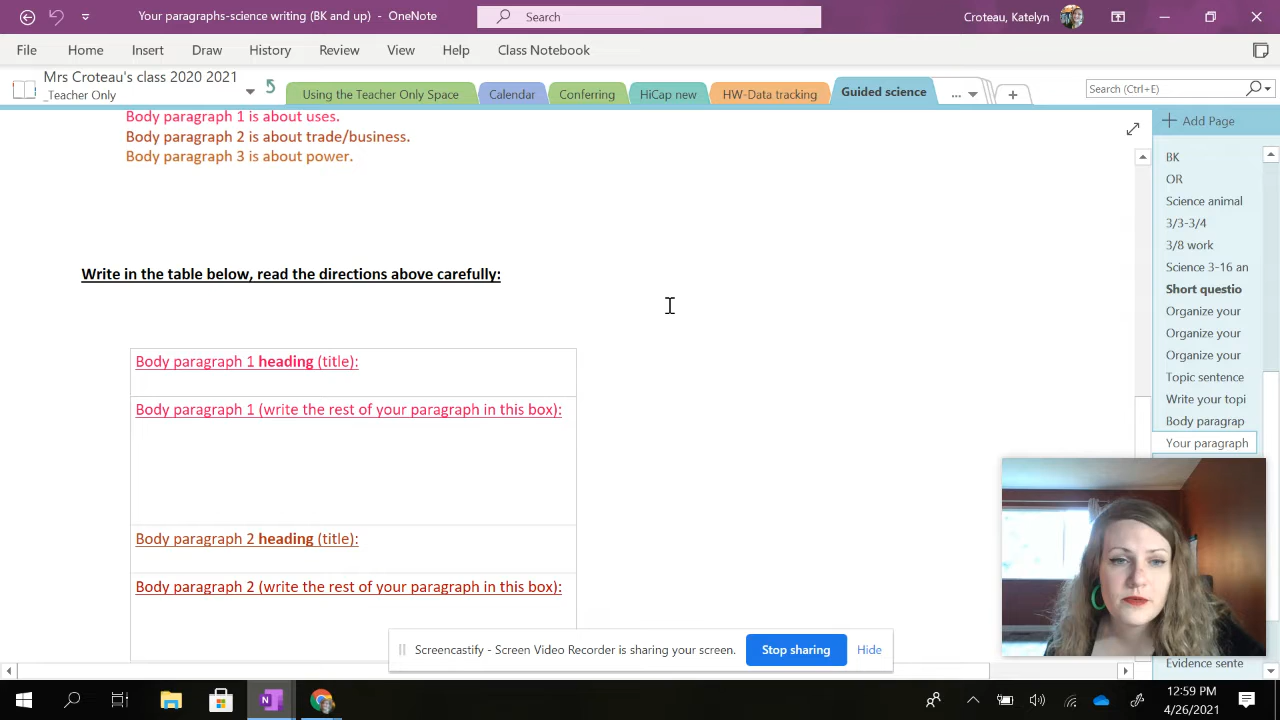 Your paragraphs-science writing (BK and up) - OneNote
Search
Croteau, Katelyn
File Home Insert Draw History Review View Help Class Notebook
Mrs Croteau's class 2020 2021
_Teacher Only
Using the Teacher Only Space
Calendar
Conferring
HiCap new
HW-Data tracking
Guided science
...
Search (Ctrl+E)
Body paragraph 1 is about uses.
Body paragraph 2 is about trade/business.
Body paragraph 3 is about power.
Write in the table below, read the directions above carefully:
Body paragraph 1 heading (title):
Body paragraph 1 (write the rest of your paragraph in this box):
Body paragraph 2 heading (title):
Body paragraph 2 (write the rest of your paragraph in this box):
Add Page
BK
OR
Science animal
3/3-3/4
3/8 work
Science 3-16 an
Short questio
Organize your
Organize your
Organize your
Topic sentence
Write your topi
Body paragrap
Your paragraph
Evidence sente
Screencastify - Screen Video Recorder is sharing your screen.
Stop sharing
Hide
12:59 PM
4/26/2021